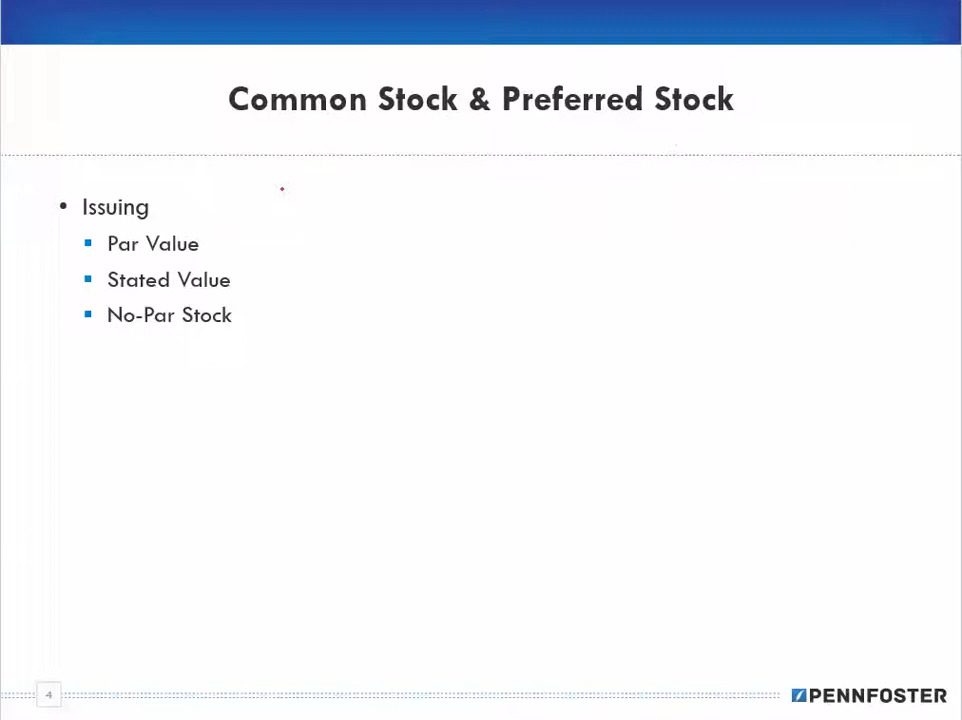 Common Stock & Preferred Stock
• Issuing
▪ Par Value
▪ Stated Value
▪ No-Par Stock
4
PENNFOSTER